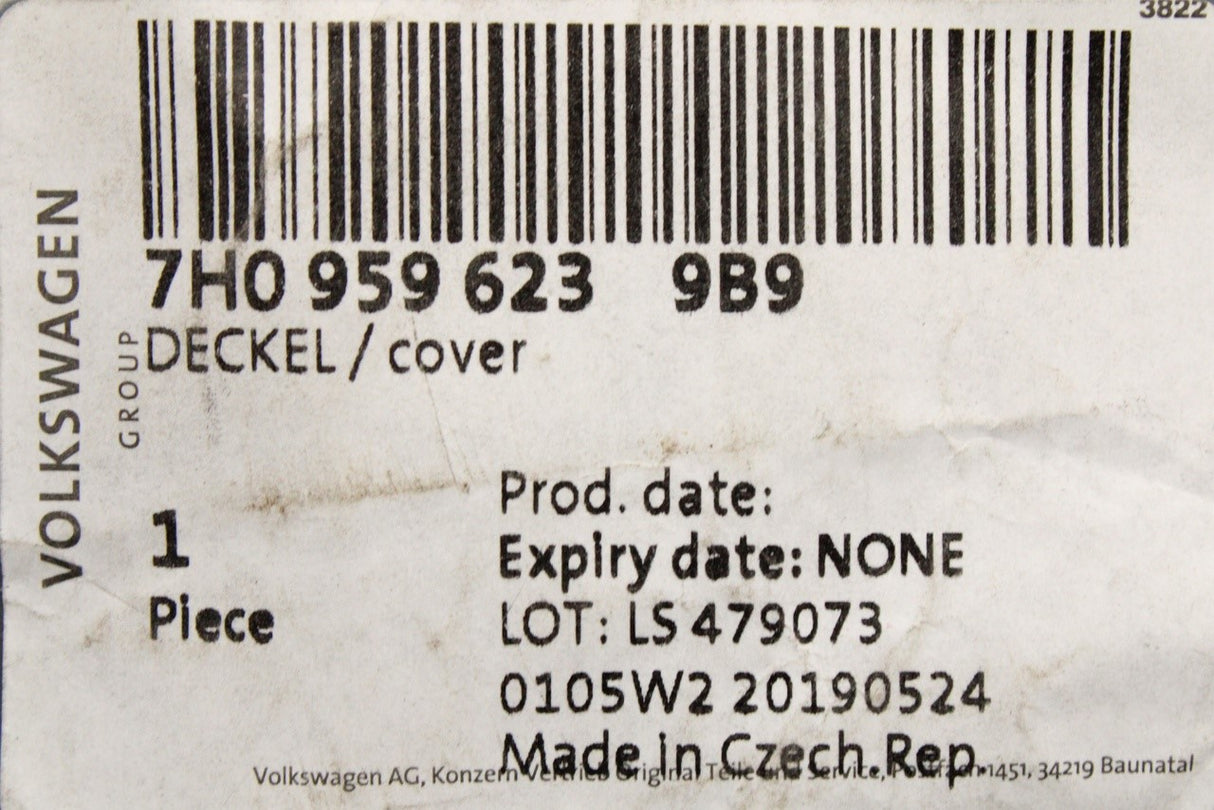 3822
VOLKSWAGEN
GROUP
7H0 959 623 9B9
DECKEL / cover
1
Piece
Prod. date:
Expiry date: NONE
LOT: LS 479073
0105W2 20190524
Made in Czech.Rep.
Volkswagen AG, Konzern Vertrieb Original Teile und Service, Postfach 1451, 34219 Baunatal